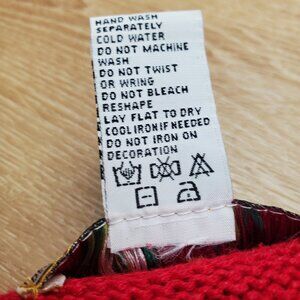 HAND WASH
SEPARATELY
COLD WATER
DO NOT MACHINE
WASH
DO NOT TWIST
OR WRING
DO NOT BLEACH
RESHAPE
LAY FLAT TO DRY
COOL IRON IF NEEDED
DO NOT IRON ON
DECORATION